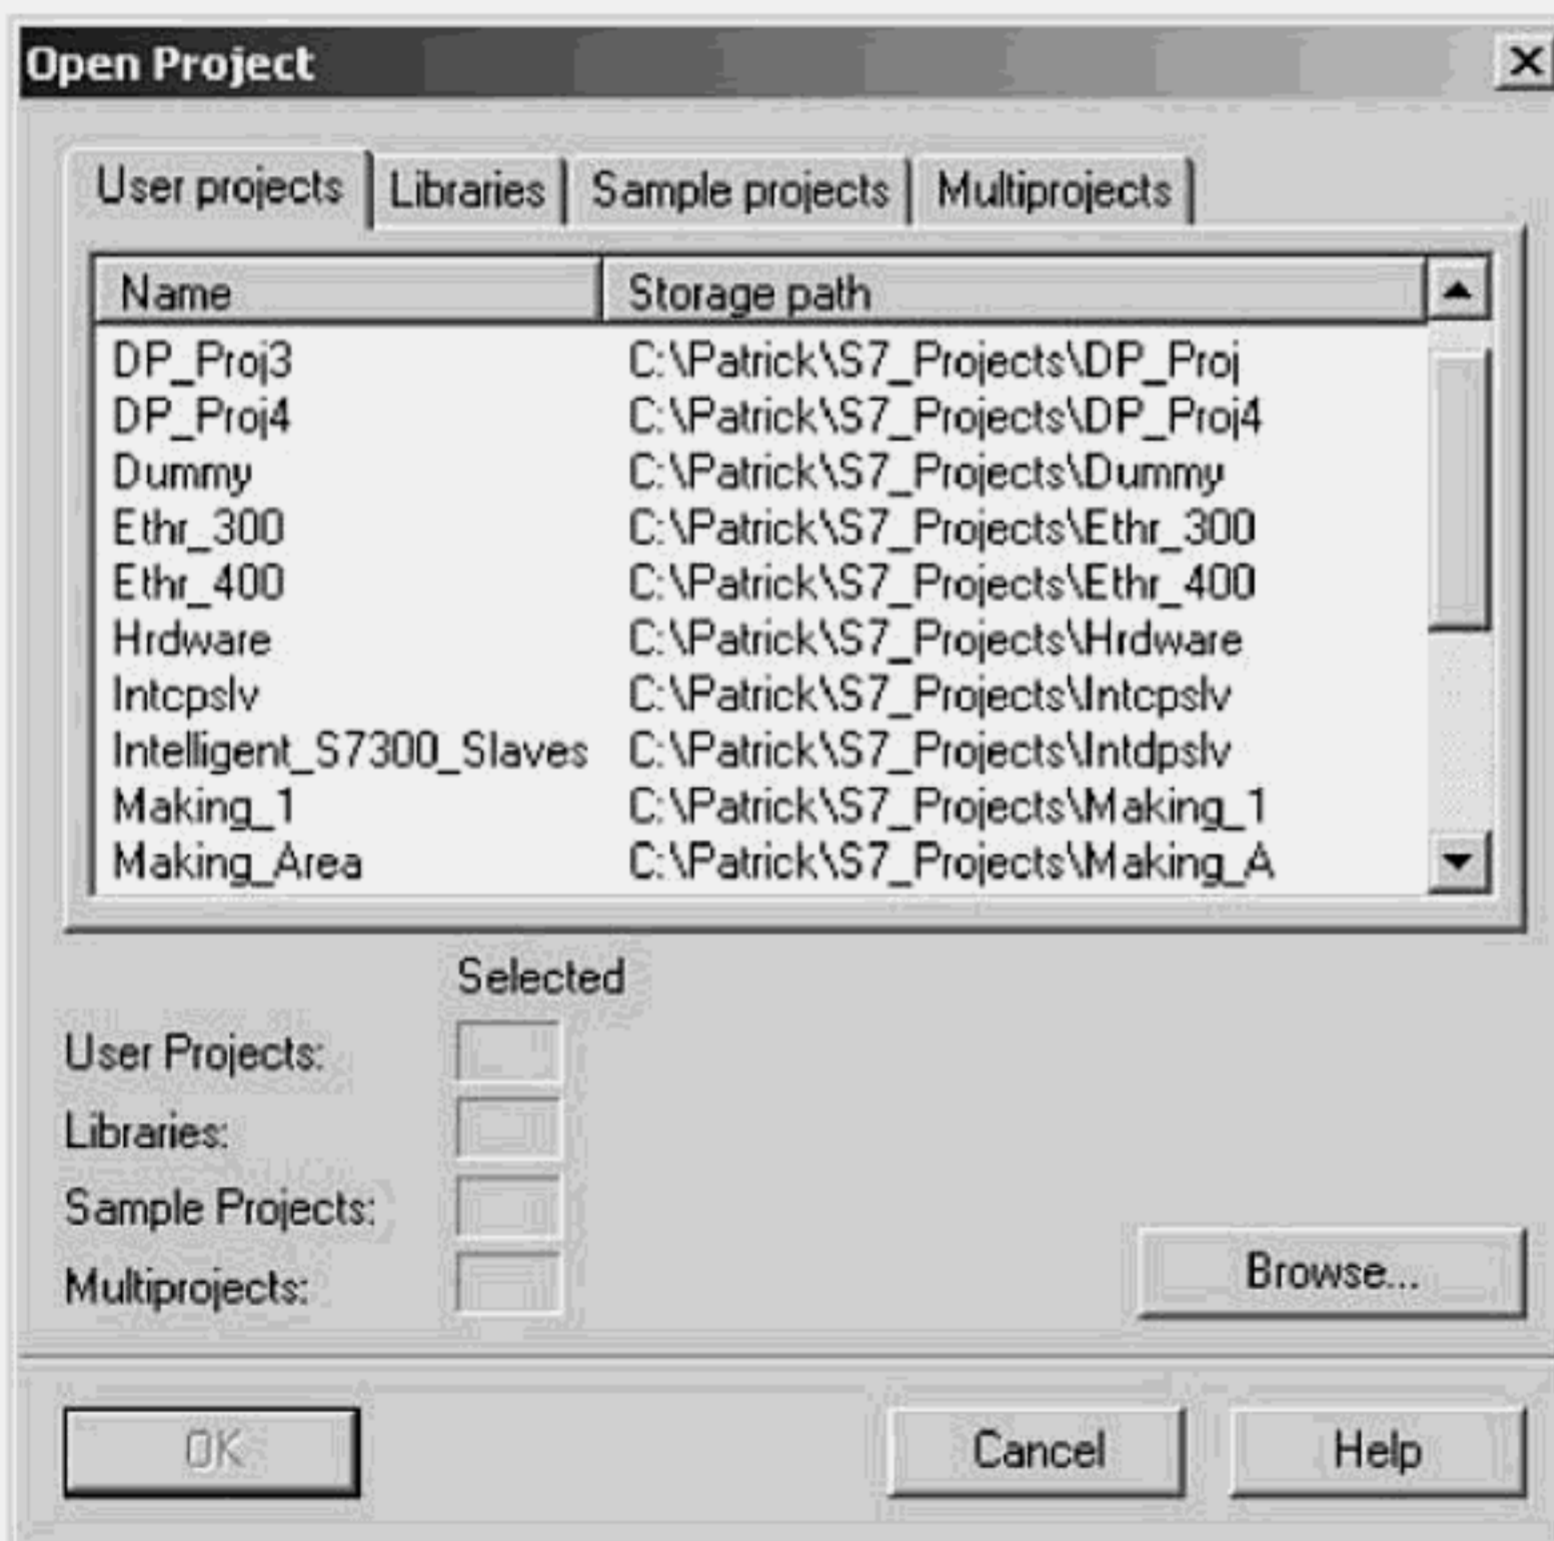 Open Project
User projects Libraries Sample projects Multiprojects
Name Storage path
DP_Proj3 C:\Patrick\S7_Projects\DP_Proj
DP_Proj4 C:\Patrick\S7_Projects\DP_Proj4
Dummy C:\Patrick\S7_Projects\Dummy
Ethr_300 C:\Patrick\S7_Projects\Ethr_300
Ethr_400 C:\Patrick\S7_Projects\Ethr_400
Hrdware C:\Patrick\S7_Projects\Hrdware
Intcpslv C:\Patrick\S7_Projects\Intcpslv
Intelligent_S7300_Slaves C:\Patrick\S7_Projects\Intdpslv
Making_1 C:\Patrick\S7_Projects\Making_1
Making_Area C:\Patrick\S7_Projects\Making_A
Selected
User Projects:
Libraries:
Sample Projects:
Multiprojects:
Browse...
OK Cancel Help